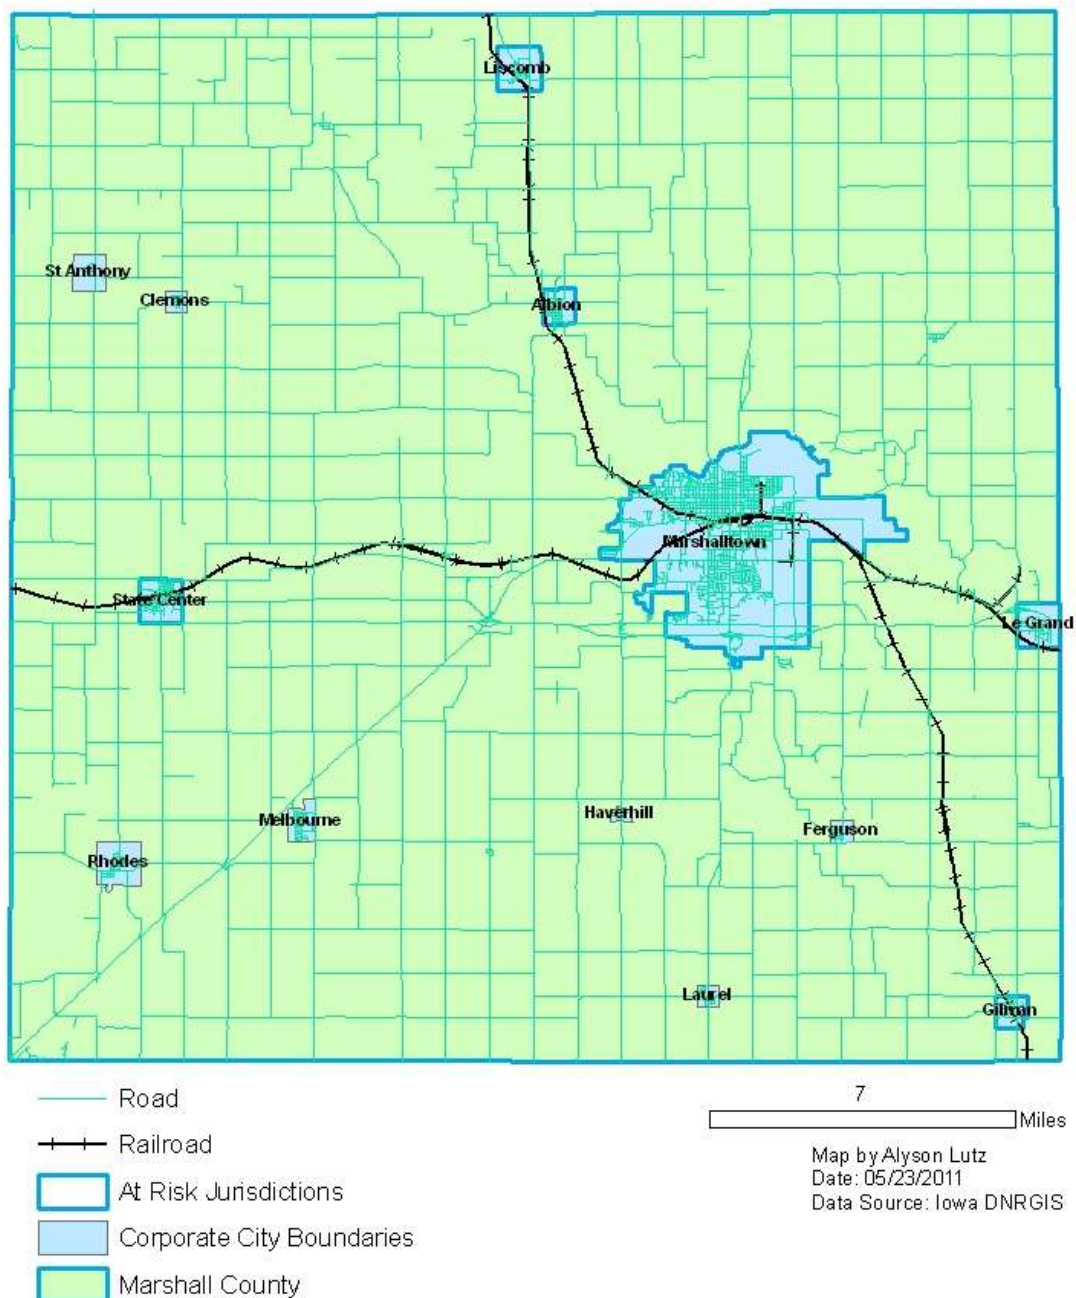 Liscomb
St Anthony
Clemons
Albion
Marshalltown
State Center
Le Grand
Melbourne
Haverhill
Ferguson
Rhodes
Laurel
Gilman
Road
Railroad
At Risk Jurisdictions
Corporate City Boundaries
Marshall County
7
Miles
Map by Alyson Lutz
Date: 05/23/2011
Data Source: Iowa DNRGIS